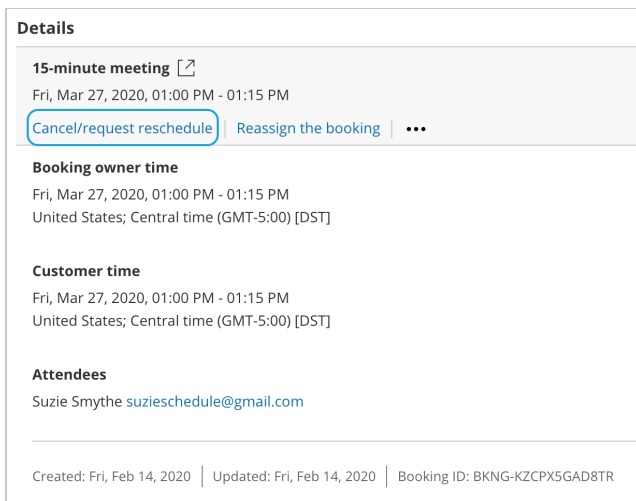 Details
15-minute meeting
Fri, Mar 27, 2020, 01:00 PM - 01:15 PM
Cancel/request reschedule | Reassign the booking | •••
Booking owner time
Fri, Mar 27, 2020, 01:00 PM - 01:15 PM
United States; Central time (GMT-5:00) [DST]
Customer time
Fri, Mar 27, 2020, 01:00 PM - 01:15 PM
United States; Central time (GMT-5:00) [DST]
Attendees
Suzie Smythe suzieschedule@gmail.com
Created: Fri, Feb 14, 2020 | Updated: Fri, Feb 14, 2020 | Booking ID: BKNG-KZCPX5GAD8TR